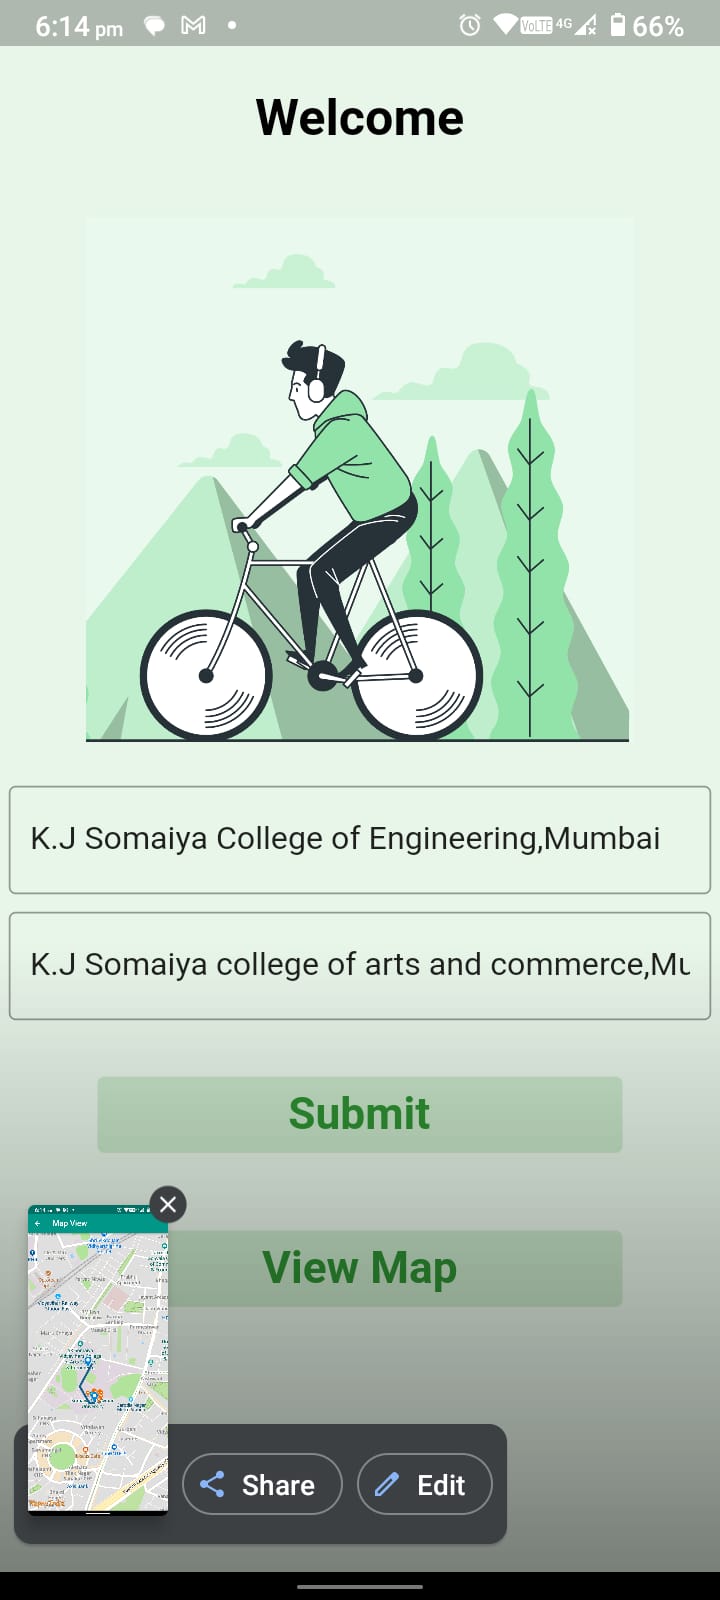 6:14 pm VoLTE 4G 66%
Welcome
K.J Somaiya College of Engineering,Mumbai
K.J Somaiya college of arts and commerce,Mu
Submit
View Map
Map View
Share
Edit